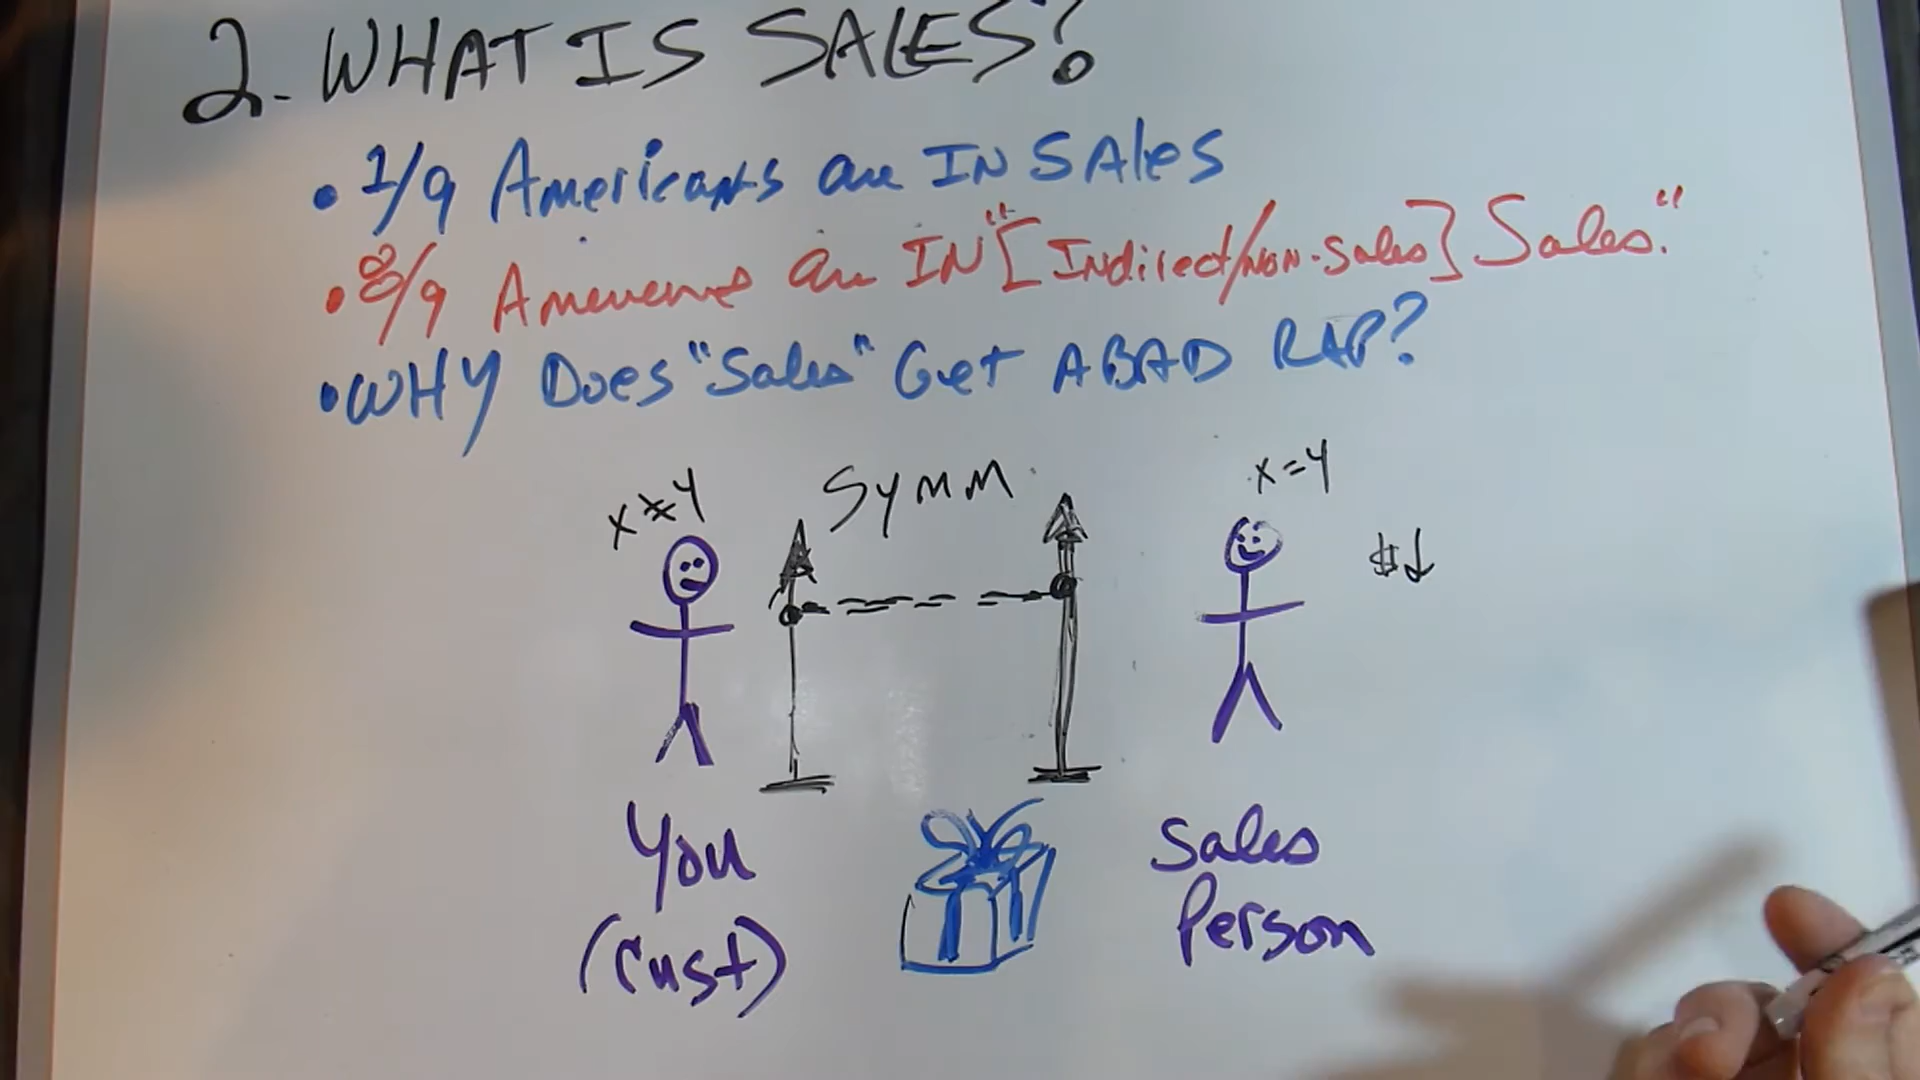 2. WHAT IS SALES?
• 1/9 Americans are IN SAles
• 8/9 Amerens are IN "[Indirect/NON-Sales] Sales."
• WHY Does "Sales" Get A BAD RAP?
x≠y
Symm
x=y
$↓
You
(Cust)
Sales
Person